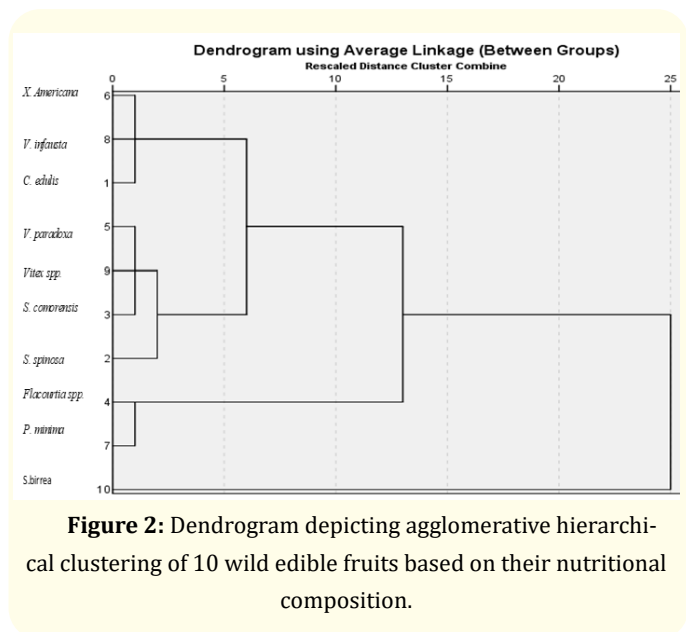 Dendrogram using Average Linkage (Between Groups)
Rescaled Distance Cluster Combine
0 5 10 15 20 25
X. Americana 6
V. infausta 8
C. edulis 1
V. paradoxa 5
Vitex spp. 9
S. comorensis 3
S. spinosa 2
Flacourtia spp. 4
P. minima 7
S.birrea 10
Figure 2: Dendrogram depicting agglomerative hierarchi-
cal clustering of 10 wild edible fruits based on their nutritional
composition.